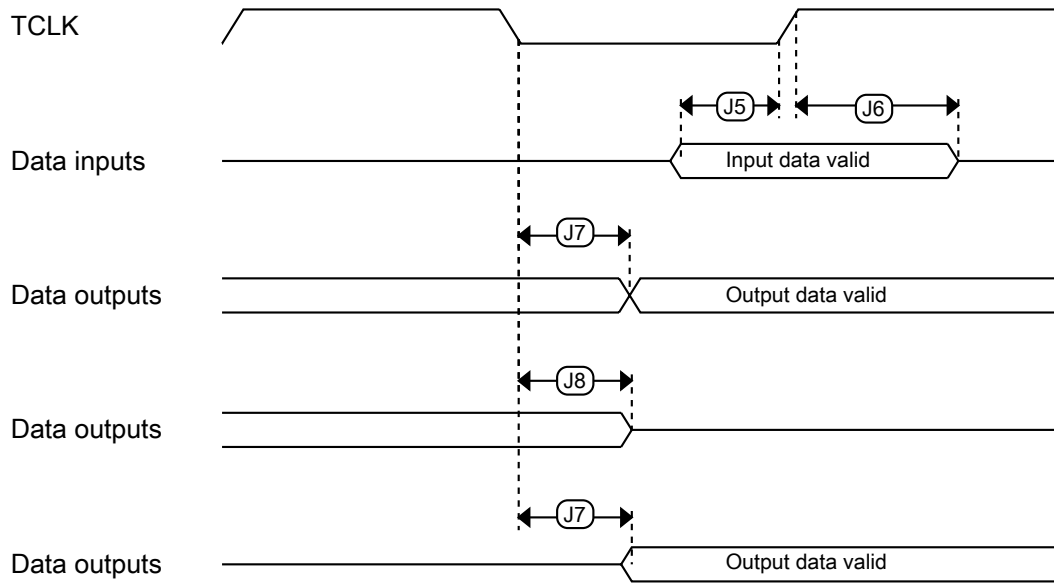 TCLK
J5
J6
Data inputs
Input data valid
J7
Data outputs
Output data valid
J8
Data outputs
J7
Data outputs
Output data valid